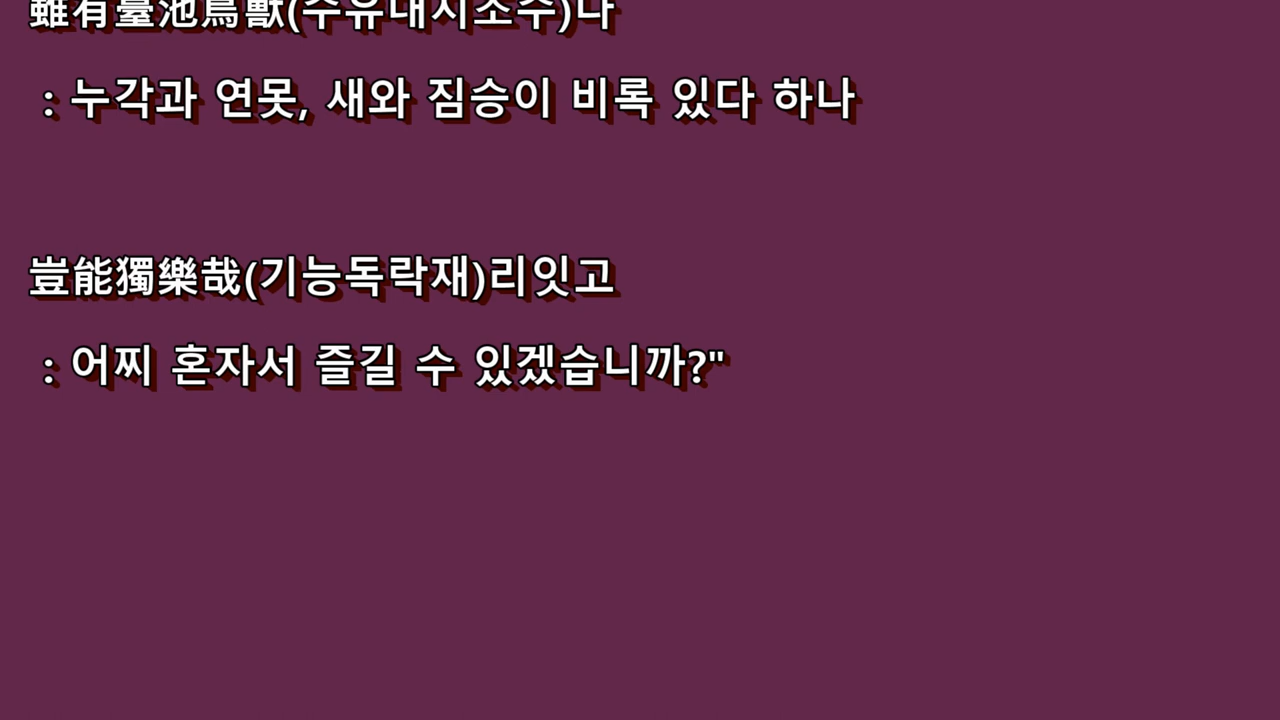 雖有臺池鳥獸(수유대지조수)나
: 누각과 연못, 새와 짐승이 비록 있다 하나
豈能獨樂哉(기능독락재)리잇고
: 어찌 혼자서 즐길 수 있겠습니까?"